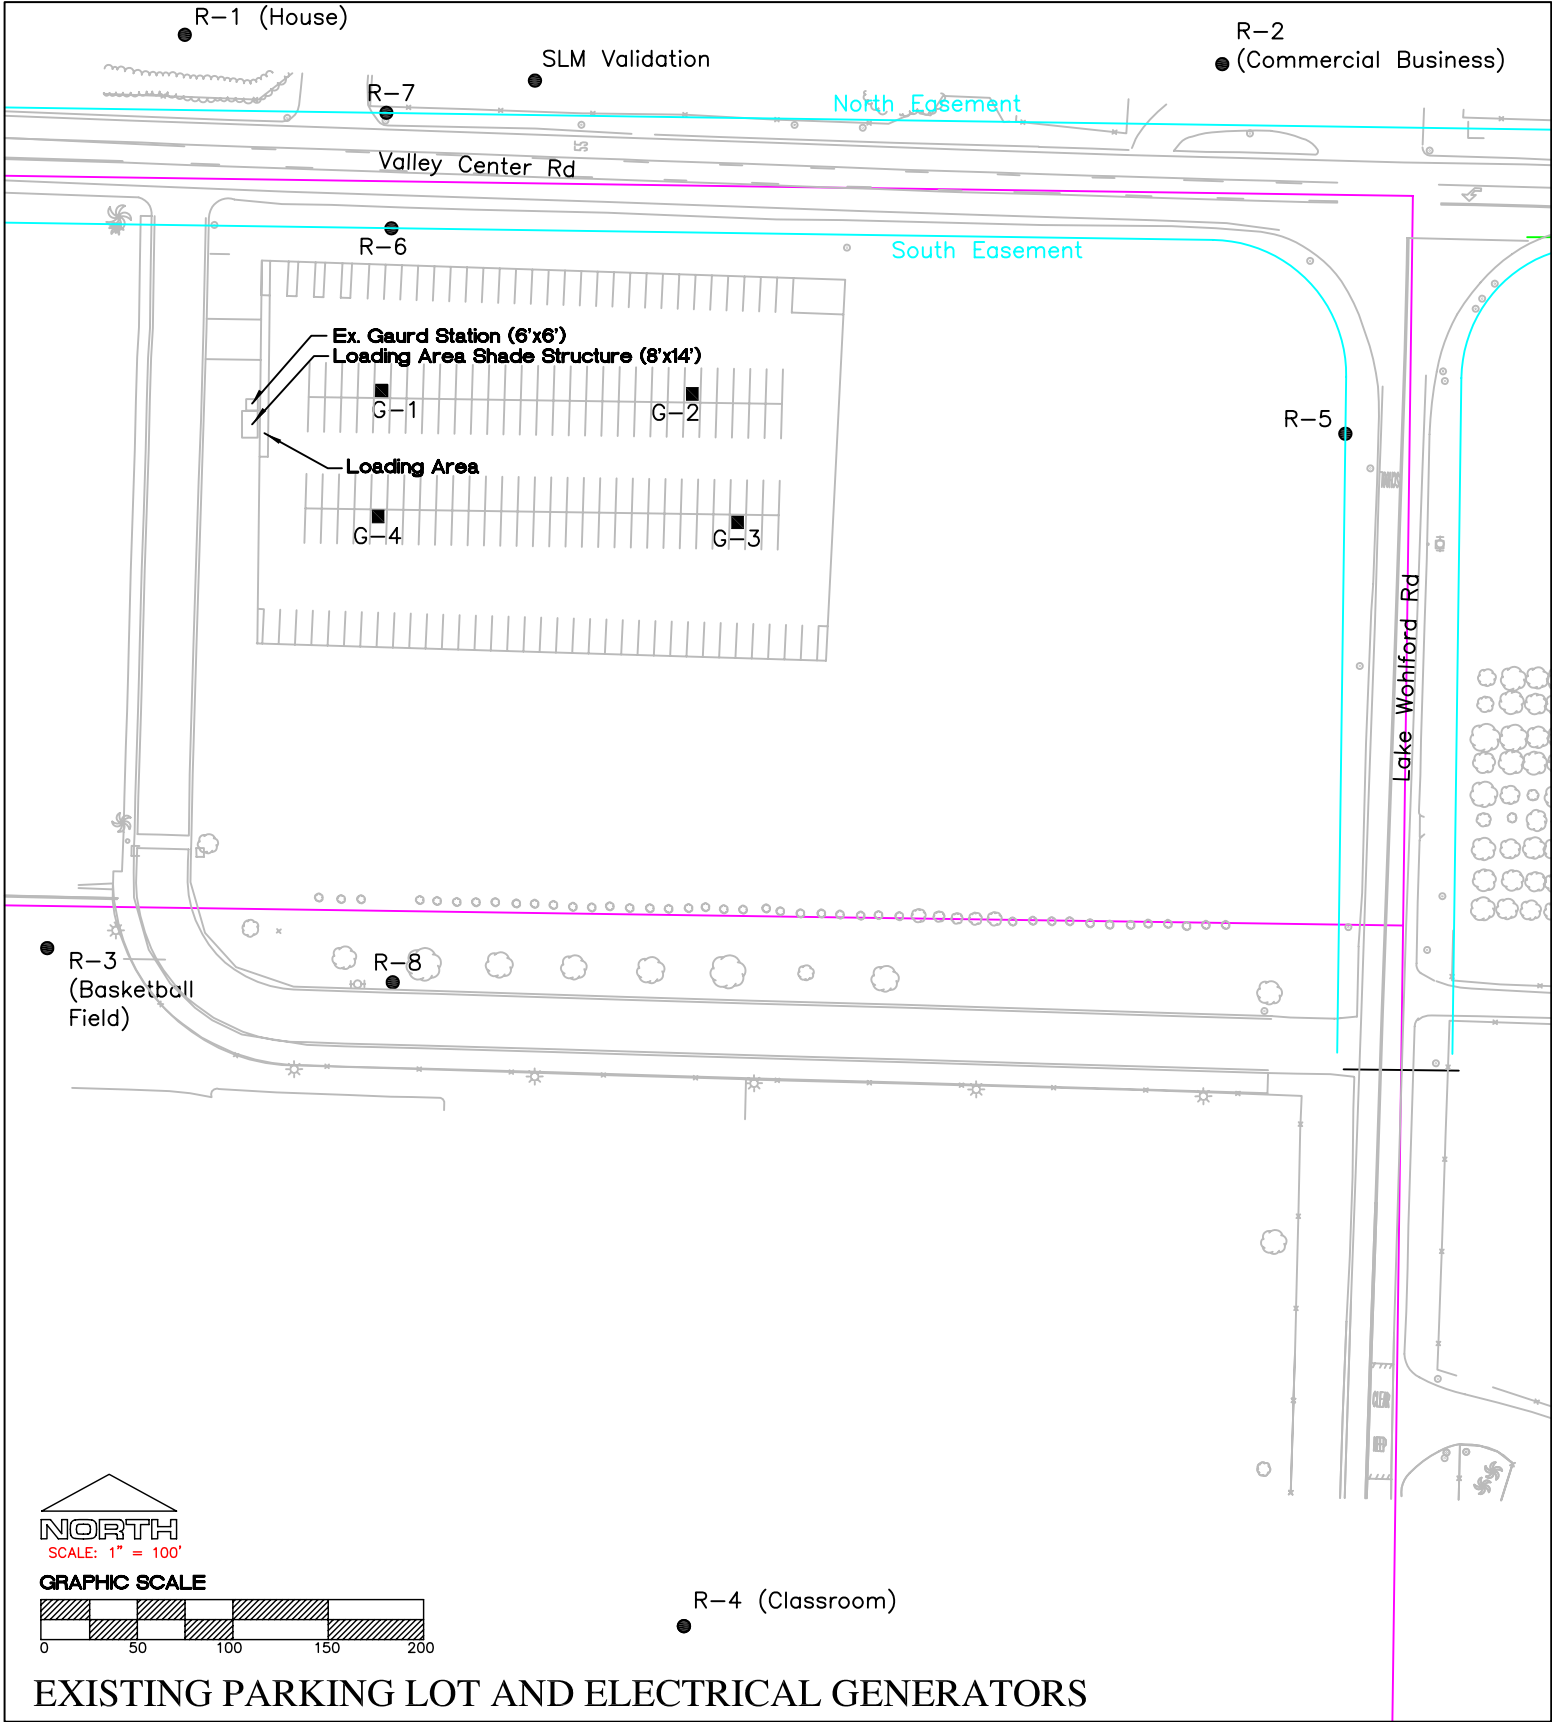 R-1 (House)
R-2
(Commercial Business)
SLM Validation
R-7
North Easement
Valley Center Rd
R-6
South Easement
Ex. Gaurd Station (6'x6')
Loading Area Shade Structure (8'x14')
G-1
G-2
R-5
Loading Area
G-4
G-3
Lake Wohlford Rd
R-3
(Basketball
Field)
R-8
CLEAR
KEEP
NORTH
SCALE: 1" = 100'
GRAPHIC SCALE
0 50 100 150 200
R-4 (Classroom)
EXISTING PARKING LOT AND ELECTRICAL GENERATORS